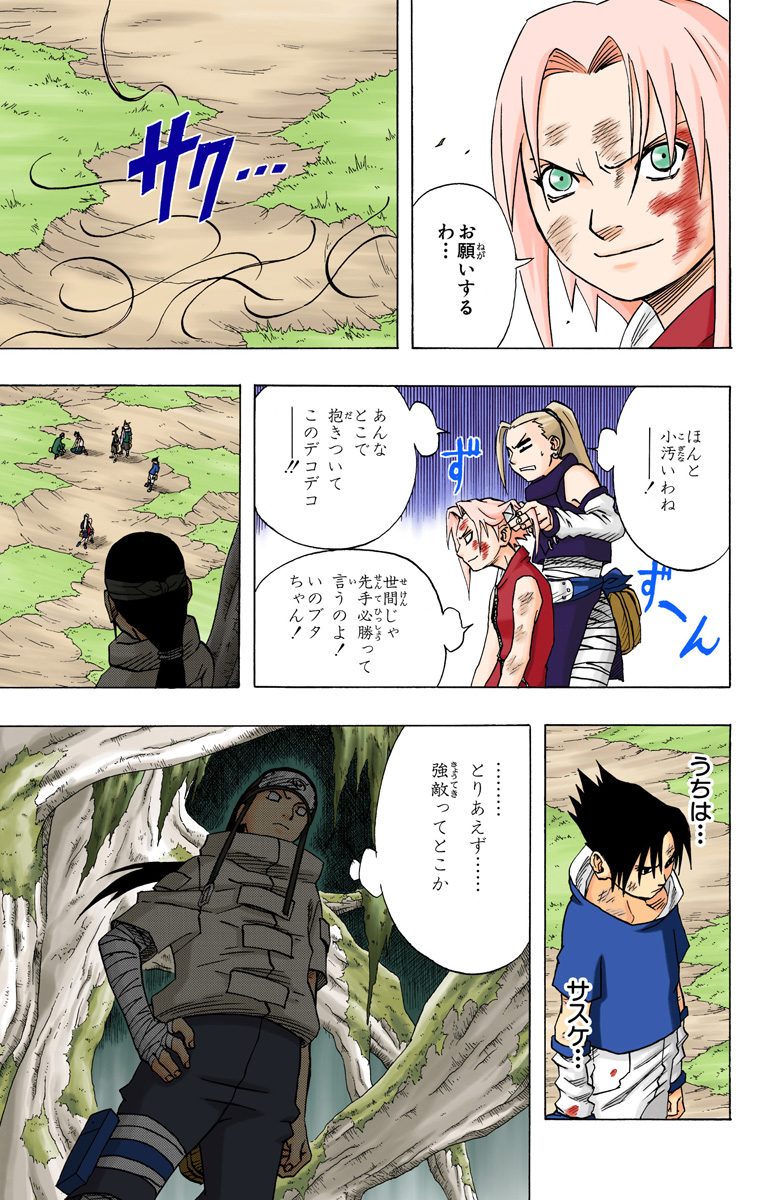 お願いする
わ…
サク…
ほんと
小汚いわね
――!
あんな
とこで
抱きついて
このデコデコ
――!!
世間じゃ
先手必勝って
言うのよ!
いのブタ
ちゃん!
ず
ずへん
うちは…
サスケ…
………
とりあえず……
強敵ってとこか